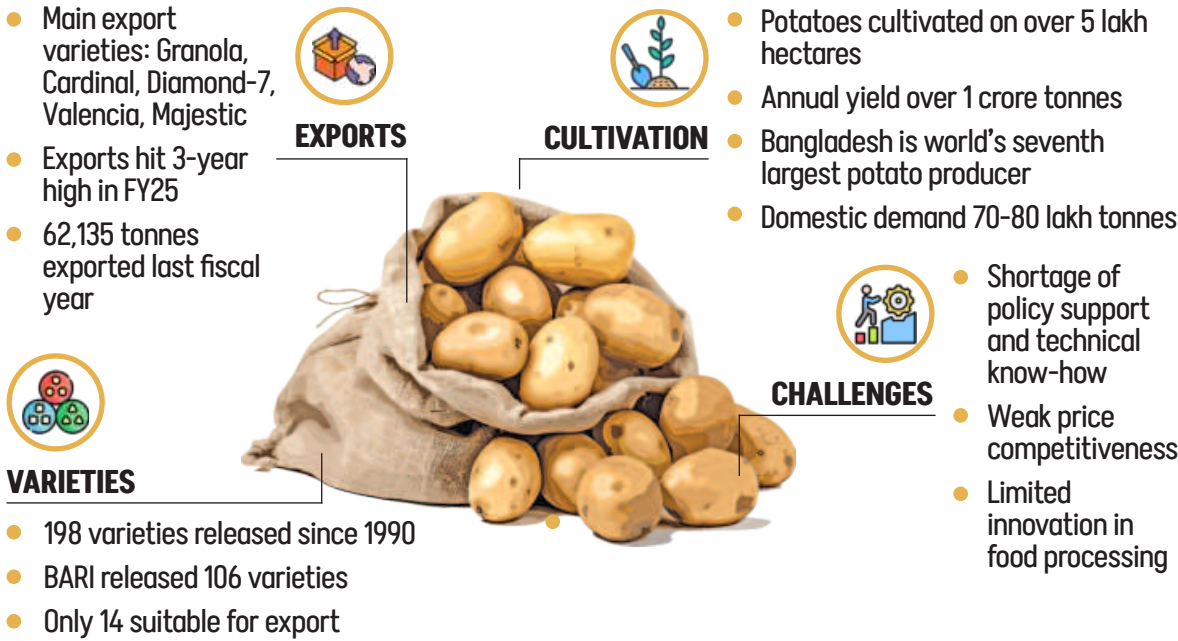 Main export
varieties: Granola,
Cardinal, Diamond-7,
Valencia, Majestic
Exports hit 3-year
high in FY25
62,135 tonnes
exported last fiscal
year
EXPORTS
CULTIVATION
Potatoes cultivated on over 5 lakh
hectares
Annual yield over 1 crore tonnes
Bangladesh is world's seventh
largest potato producer
Domestic demand 70-80 lakh tonnes
CHALLENGES
Shortage of
policy support
and technical
know-how
Weak price
competitiveness
Limited
innovation in
food processing
VARIETIES
198 varieties released since 1990
BARI released 106 varieties
Only 14 suitable for export